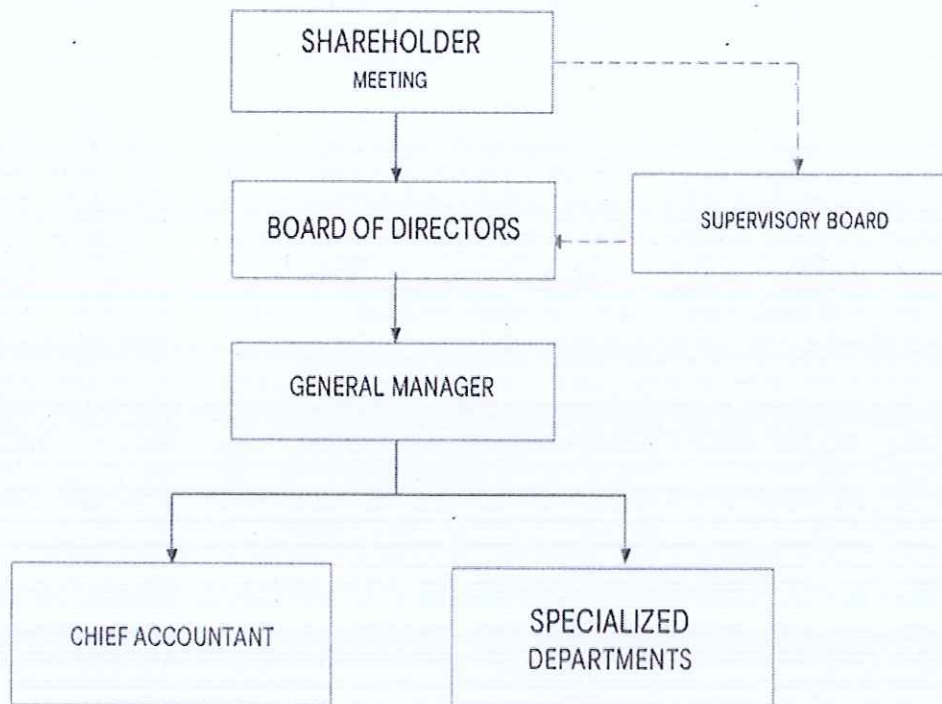 SHAREHOLDER
MEETING
BOARD OF DIRECTORS
SUPERVISORY BOARD
GENERAL MANAGER
CHIEF ACCOUNTANT
SPECIALIZED
DEPARTMENTS